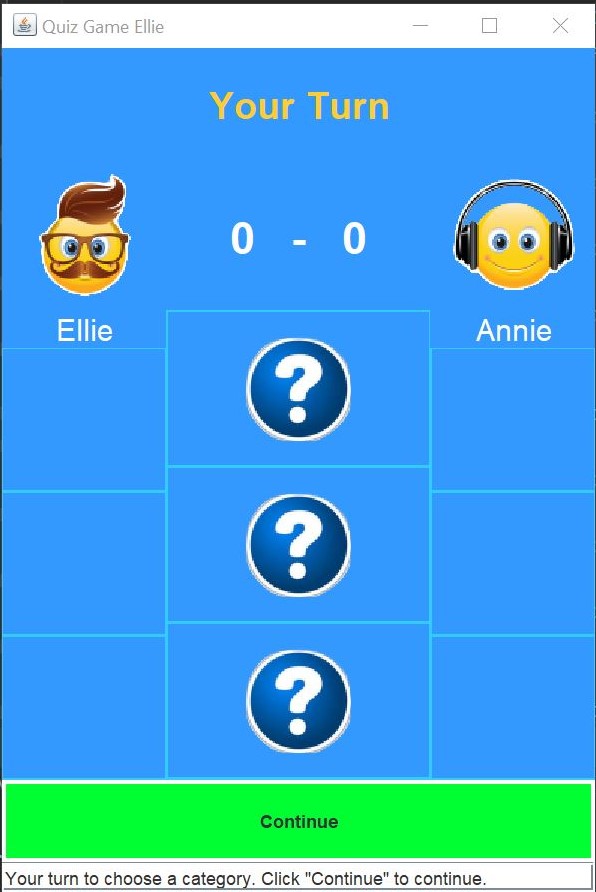 Quiz Game Ellie
Your Turn
0 - 0
Ellie
Annie
?
?
?
Continue
Your turn to choose a category. Click "Continue" to continue.